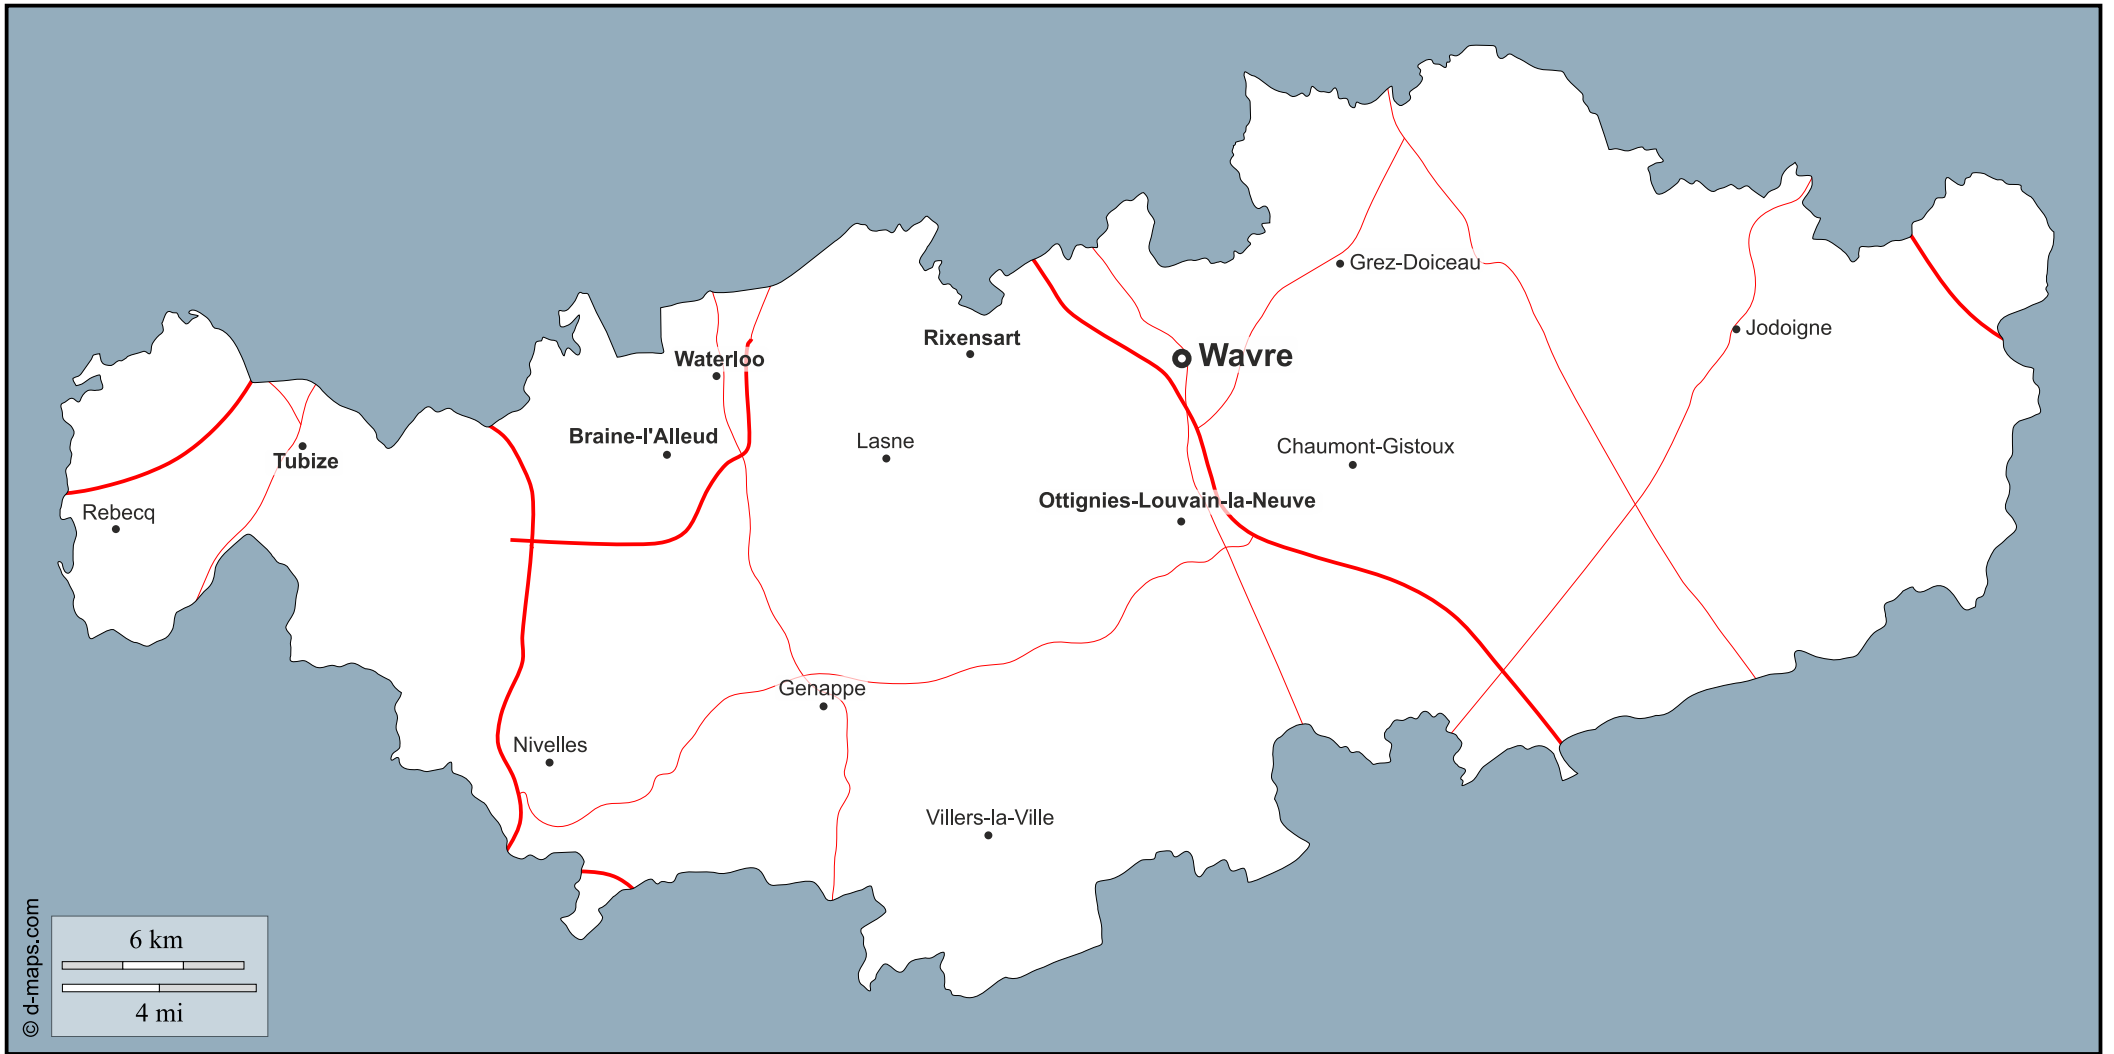 Grez-Doiceau
Jodoigne
Rixensart
Wavre
Waterloo
Braine-l'Alleud
Lasne
Chaumont-Gistoux
Tubize
Ottignies-Louvain-la-Neuve
Rebecq
Genappe
Nivelles
Villers-la-Ville
6 km
4 mi
© d-maps.com